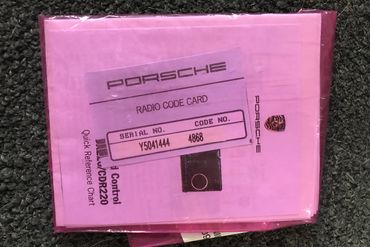 PORSCHE
RADIO CODE CARD
SERIAL NO. CODE NO.
Y5041444 4868
PORSCHE
d Control
/CDR220
Quick Reference Chart